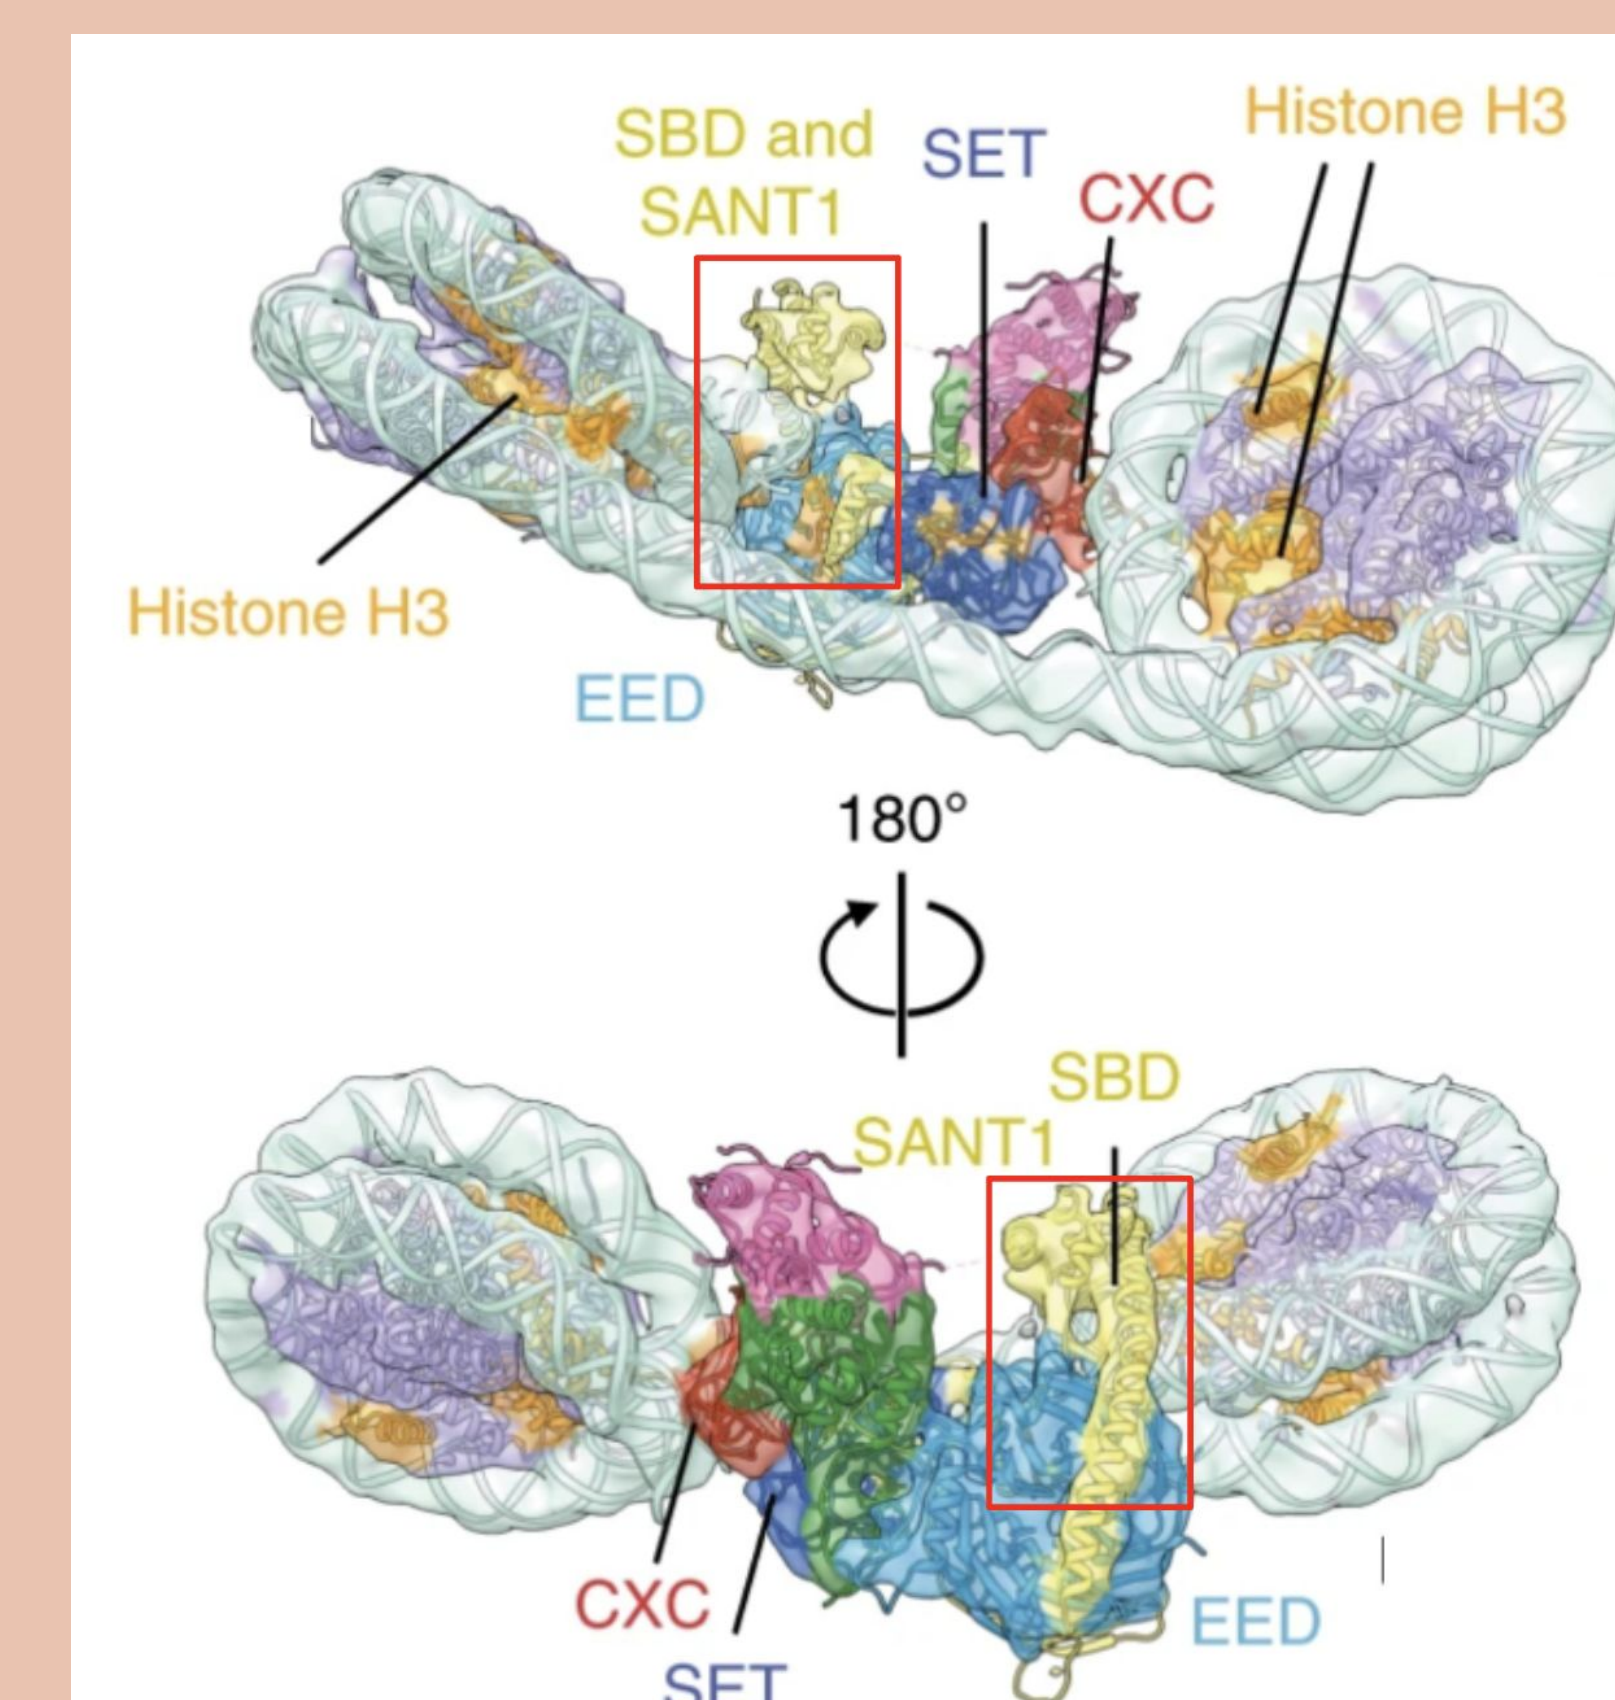 Histone H3
SBD and
SANT1
SET
CXC
Histone H3
EED
180°
SBD
SANT1
CXC
SET
EED